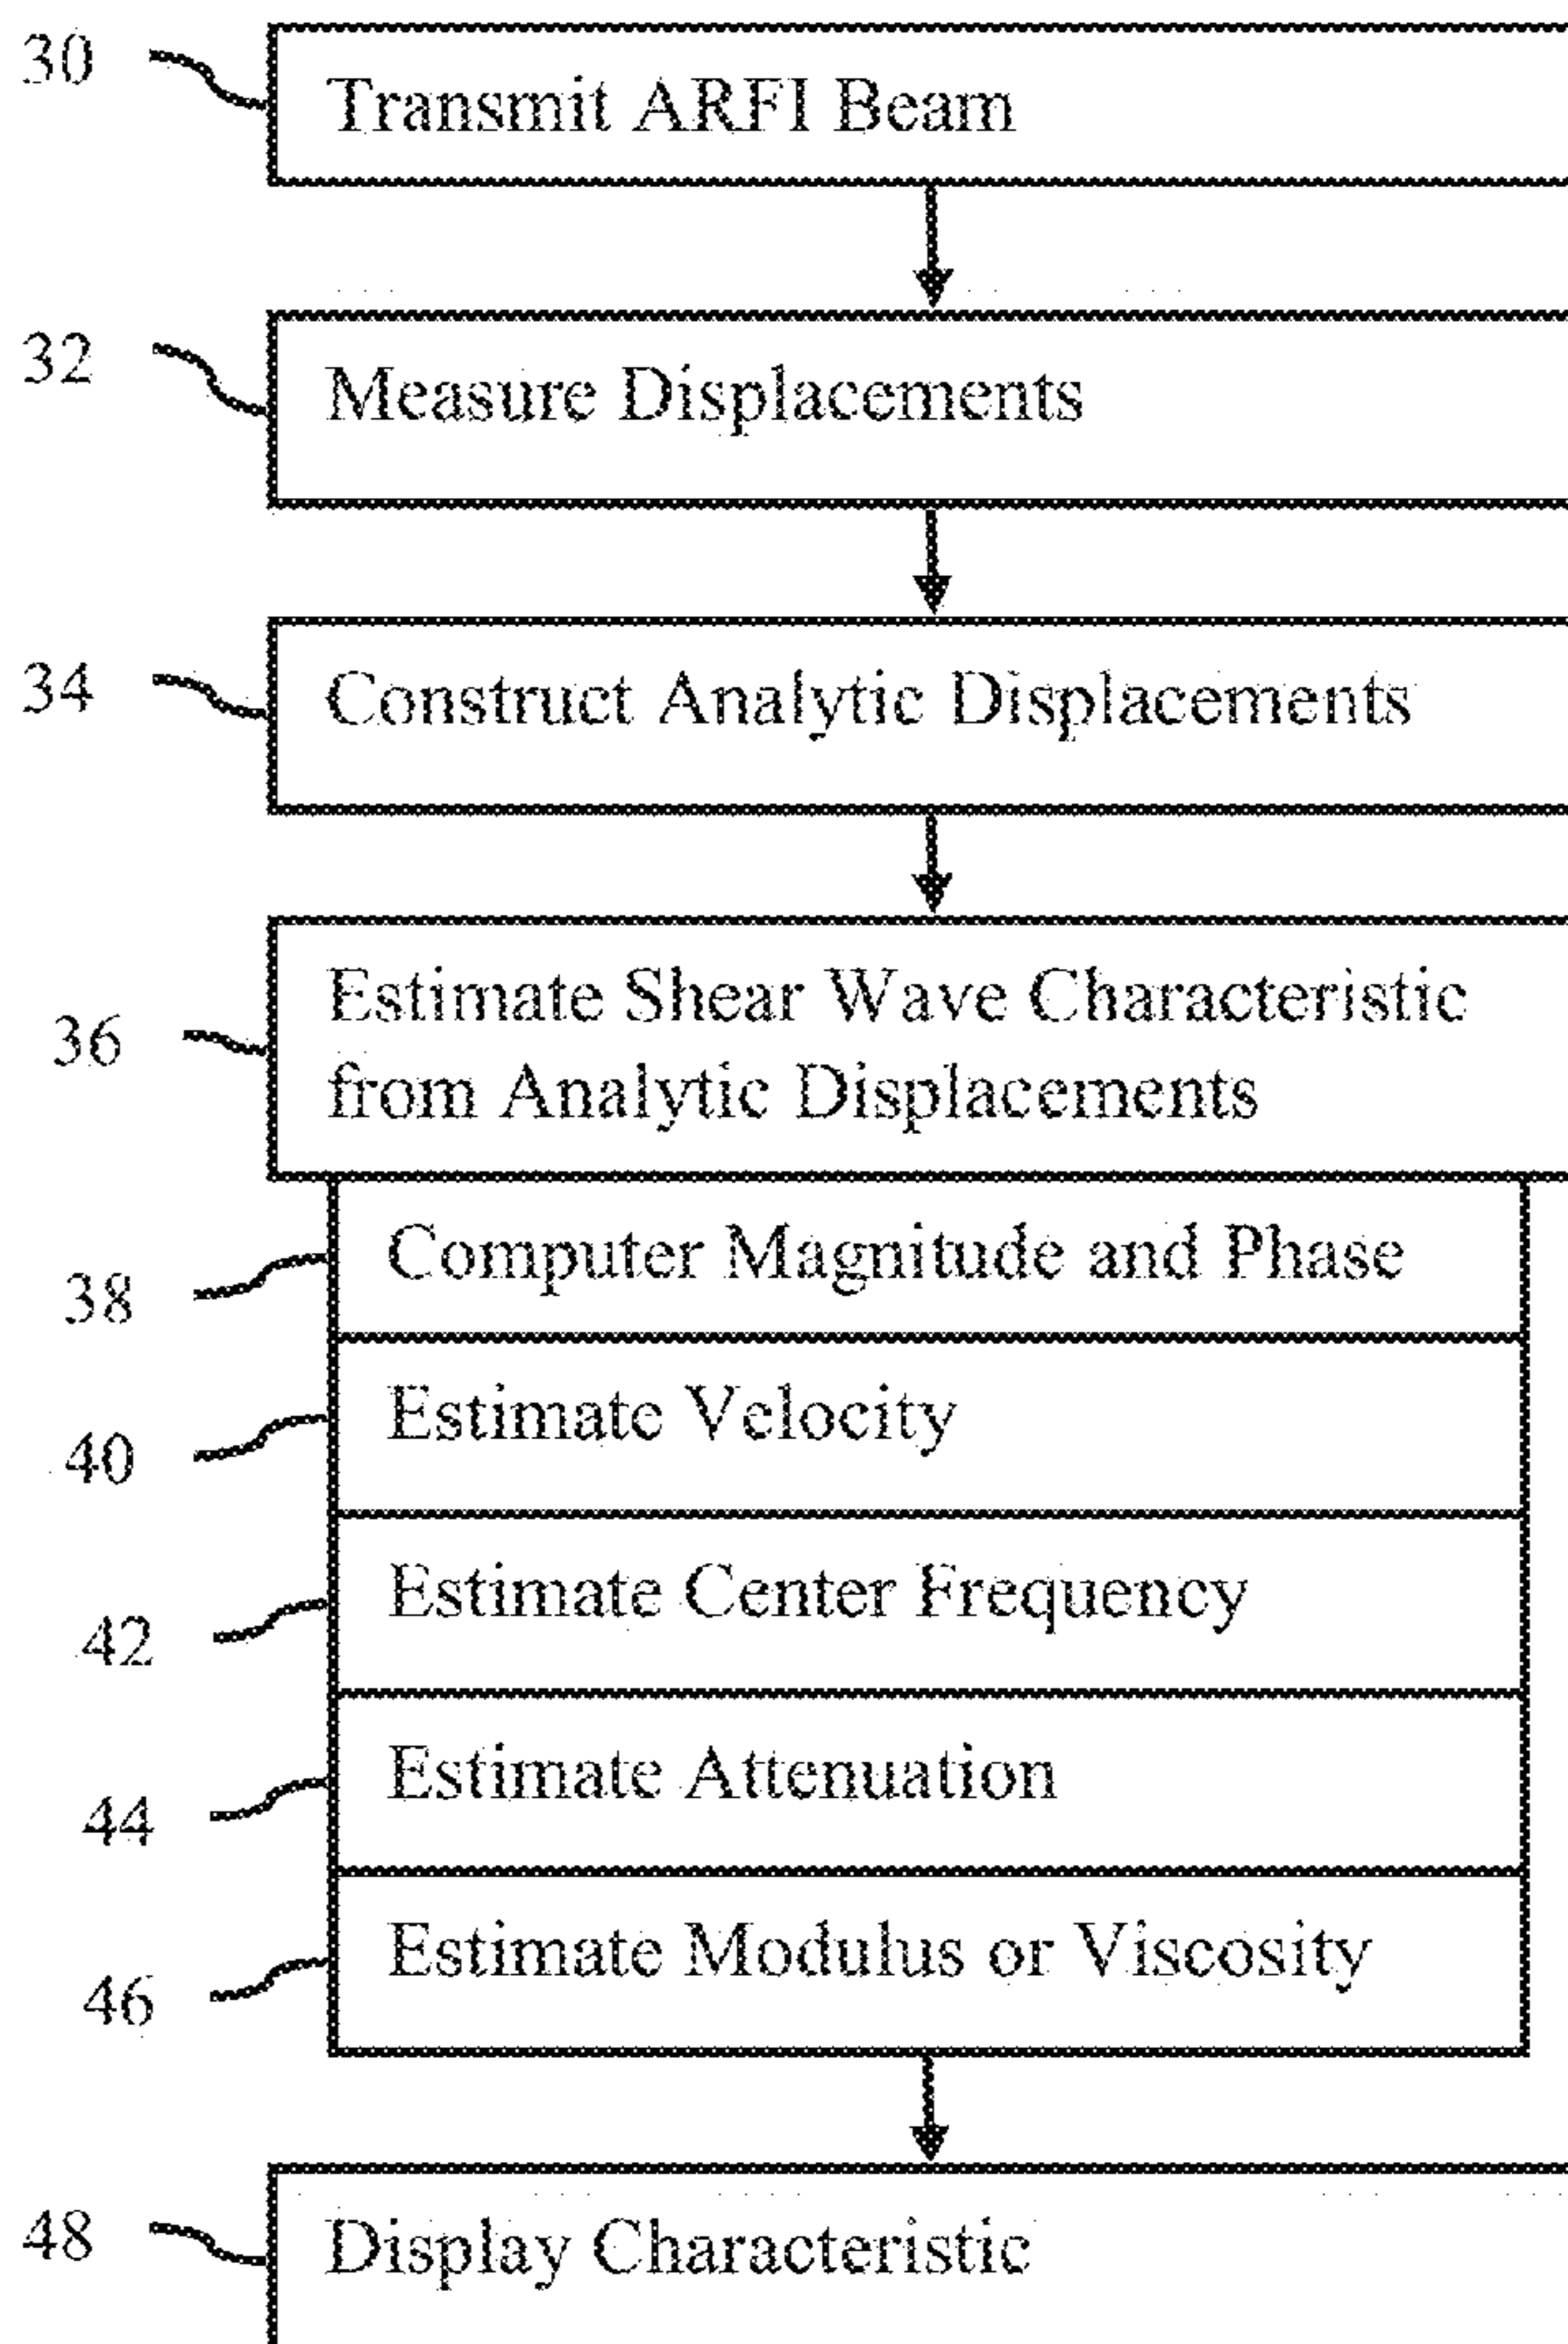 30 Transmit ARFI Beam
32 Measure Displacements
34 Construct Analytic Displacements
Estimate Shear Wave Characteristic
36 from Analytic Displacements
38 Computer Magnitude and Phase
40 Estimate Velocity
42 Estimate Center Frequency
44 Estimate Attenuation
46 Estimate Modulus or Viscosity
48 Display Characteristic